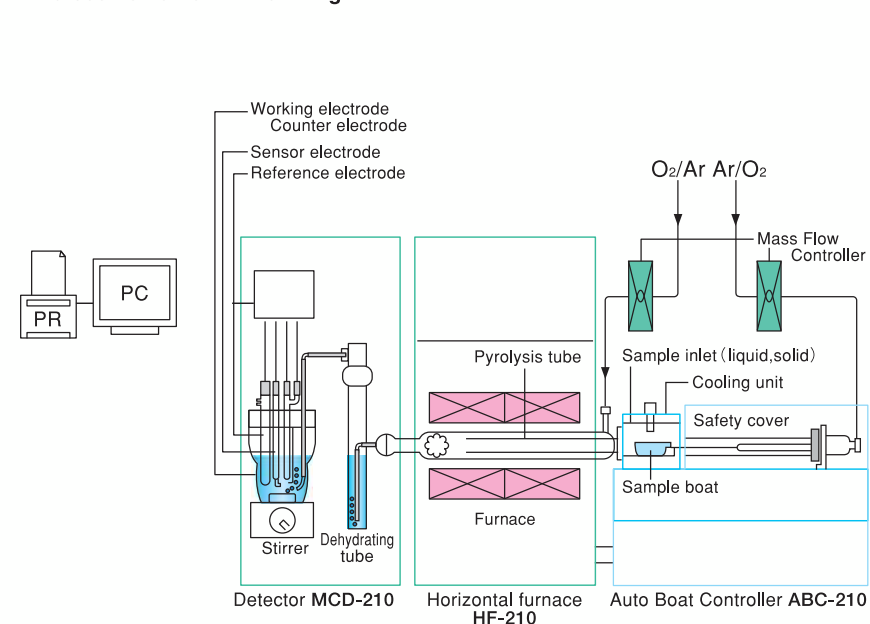 Working electrode
Counter electrode
Sensor electrode
Reference electrode
O2/Ar Ar/O2
Mass Flow
Controller
PC
PR
Pyrolysis tube
Sample inlet (liquid,solid)
Cooling unit
Safety cover
Sample boat
Furnace
Stirrer
Dehydrating
tube
Detector MCD-210
Horizontal furnace
HF-210
Auto Boat Controller ABC-210